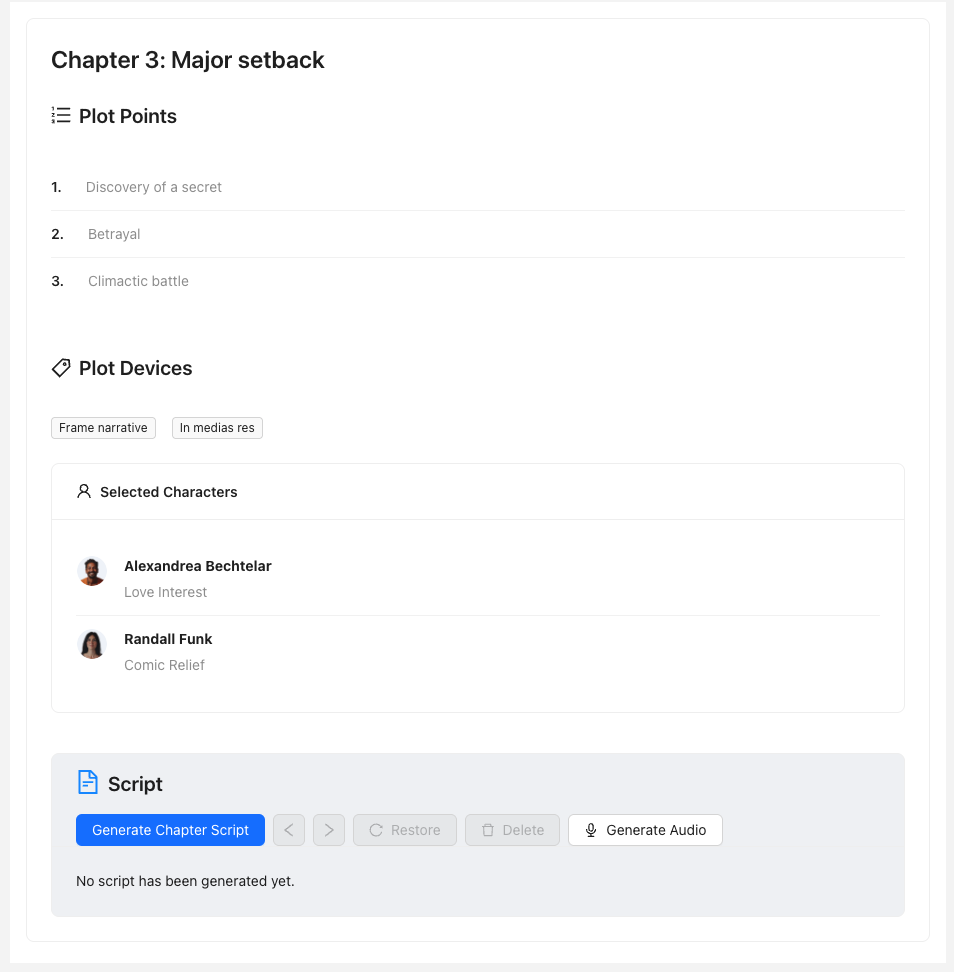 Chapter 3: Major setback
Plot Points
1. Discovery of a secret
2. Betrayal
3. Climactic battle
Plot Devices
Frame narrative In medias res
Selected Characters
Alexandrea Bechtelar
Love Interest
Randall Funk
Comic Relief
Script
Generate Chapter Script Restore Delete Generate Audio
No script has been generated yet.